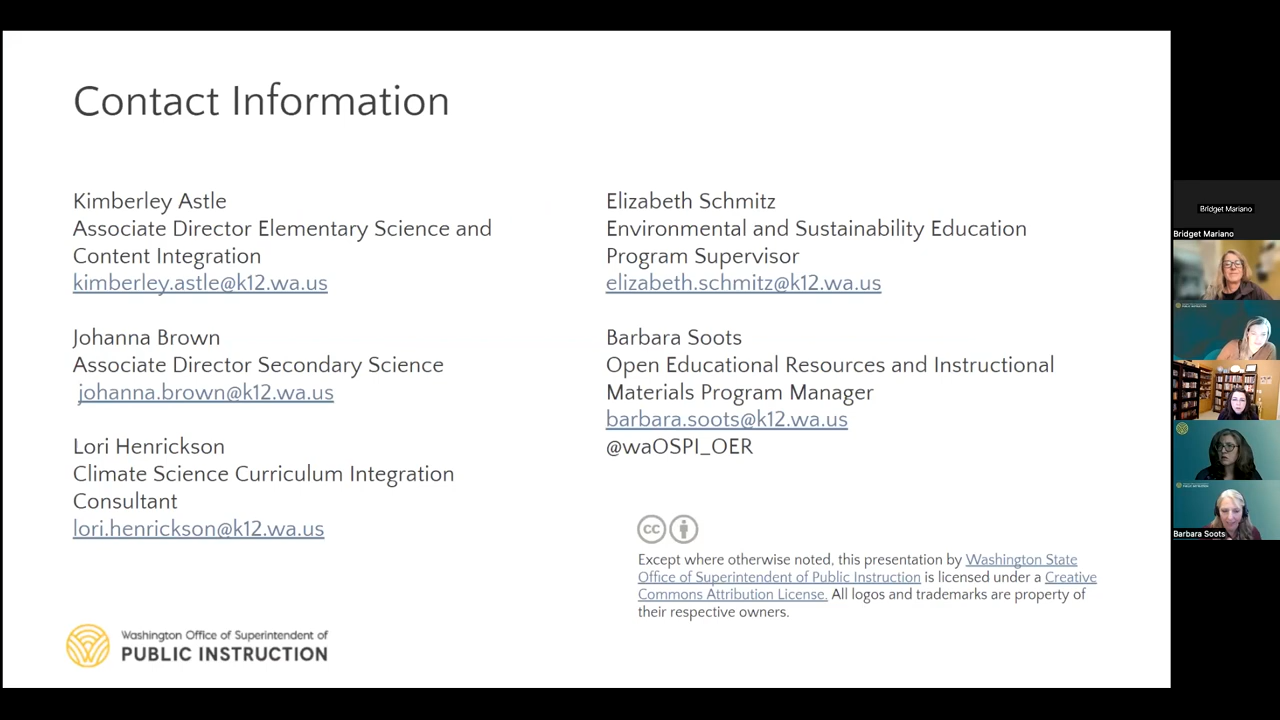 Contact Information
Kimberley Astle
Associate Director Elementary Science and
Content Integration
kimberley.astle@k12.wa.us
Johanna Brown
Associate Director Secondary Science
johanna.brown@k12.wa.us
Lori Henrickson
Climate Science Curriculum Integration
Consultant
lori.henrickson@k12.wa.us
Elizabeth Schmitz
Environmental and Sustainability Education
Program Supervisor
elizabeth.schmitz@k12.wa.us
Barbara Soots
Open Educational Resources and Instructional
Materials Program Manager
barbara.soots@k12.wa.us
@waOSPI_OER
cc
Except where otherwise noted, this presentation by Washington State
Office of Superintendent of Public Instruction is licensed under a Creative
Commons Attribution License. All logos and trademarks are property of
their respective owners.
Washington Office of Superintendent of
PUBLIC INSTRUCTION
Bridget Mariano
Bridget Mariano
Barbara Soots